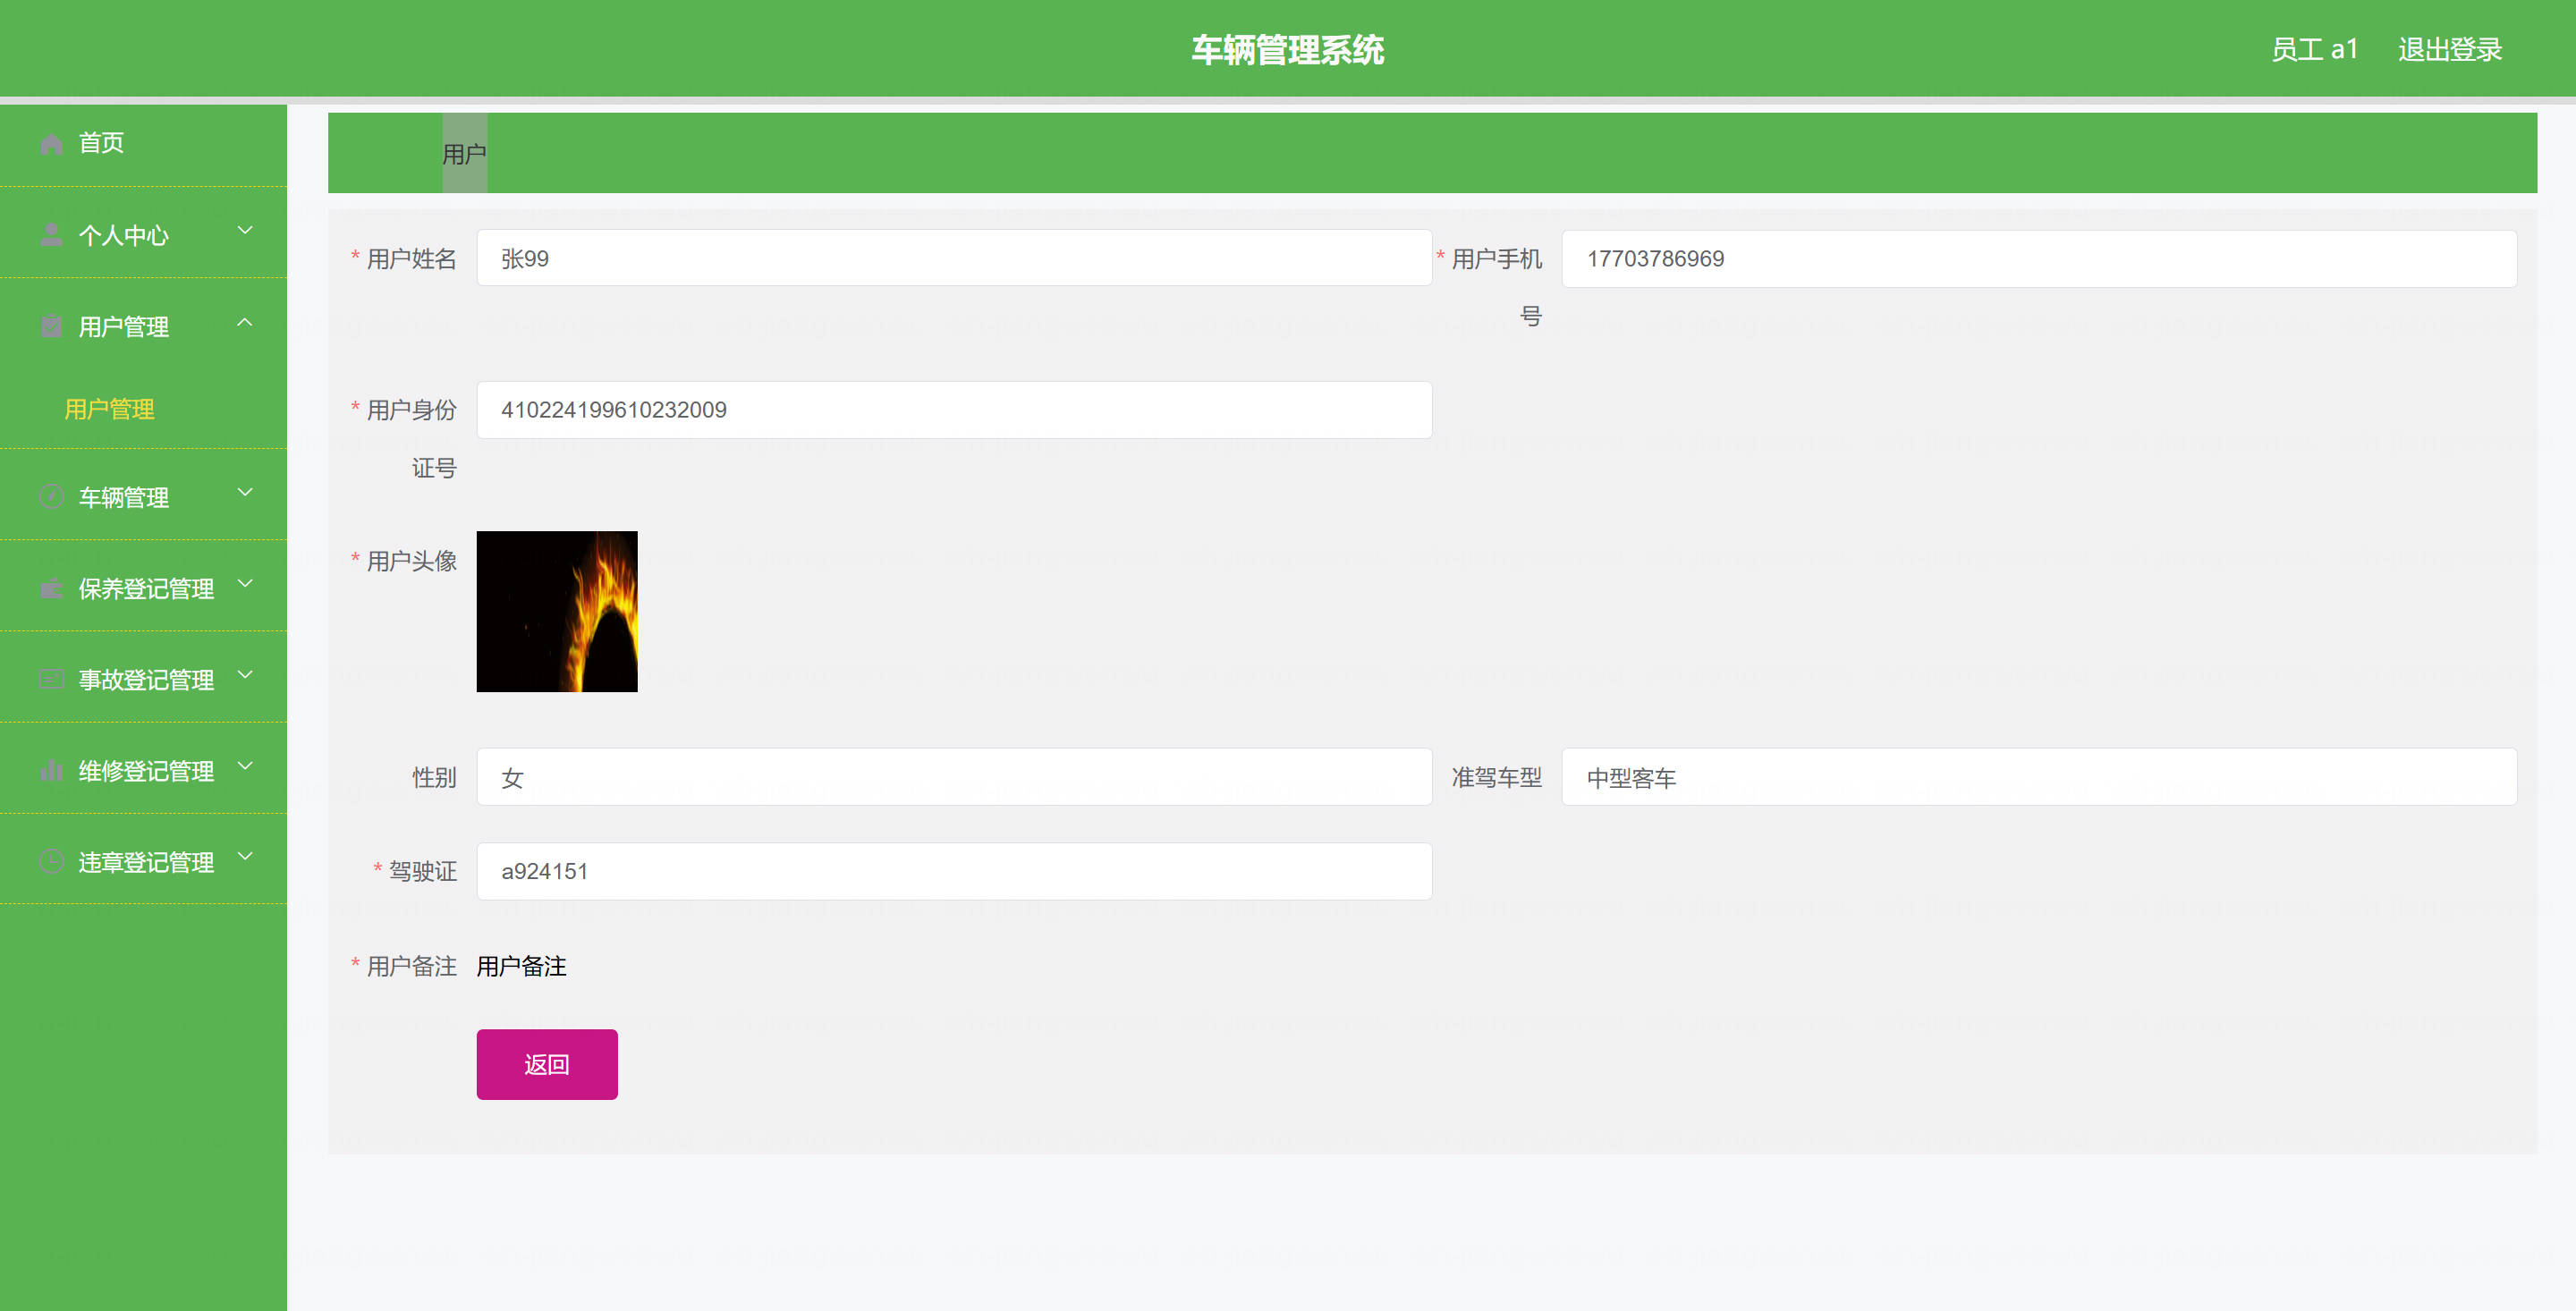 车辆管理系统
员工 a1
退出登录
首页
个人中心
用户管理
用户管理
车辆管理
保养登记管理
事故登记管理
维修登记管理
违章登记管理
用户
* 用户姓名
张99
* 用户手机
号
17703786969
* 用户身份
证号
410224199610232009
* 用户头像
性别
女
准驾车型
中型客车
* 驾驶证
a924151
* 用户备注
用户备注
返回